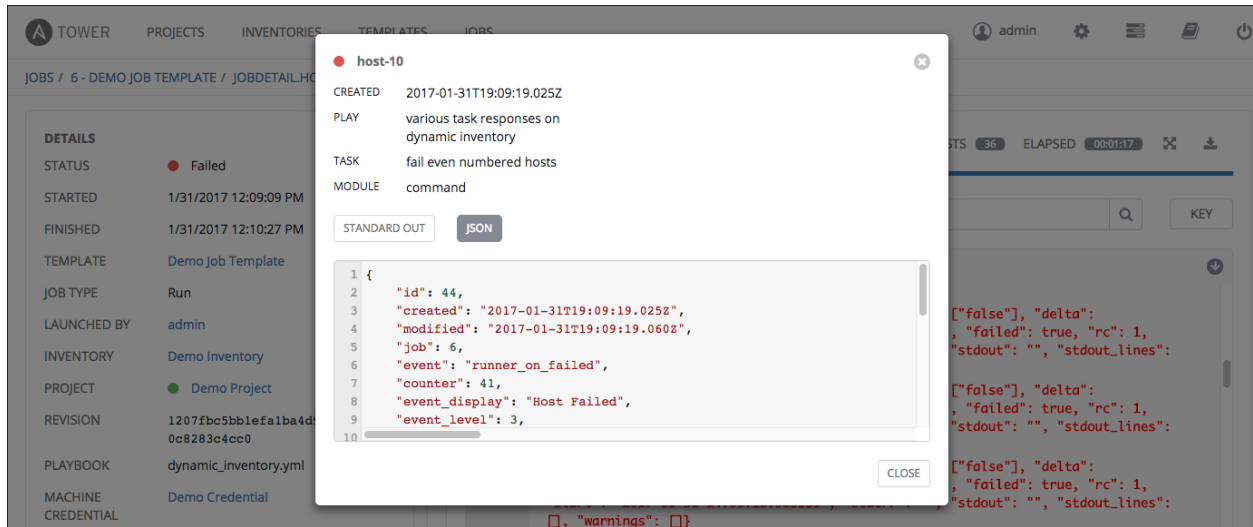 A TOWER PROJECTS INVENTORIES TEMPLATES JOBS admin
JOBS / 6 - DEMO JOB TEMPLATE / JOBDETAIL.HO
host-10
CREATED 2017-01-31T19:09:19.025Z
PLAY various task responses on
dynamic inventory
TASK fail even numbered hosts
MODULE command
STANDARD OUT JSON
1 {
2 "id": 44,
3 "created": "2017-01-31T19:09:19.025Z",
4 "modified": "2017-01-31T19:09:19.060Z",
5 "job": 6,
6 "event": "runner_on_failed",
7 "counter": 41,
8 "event_display": "Host Failed",
9 "event_level": 3,
10
CLOSE
DETAILS
STATUS Failed
STARTED 1/31/2017 12:09:09 PM
FINISHED 1/31/2017 12:10:27 PM
TEMPLATE Demo Job Template
JOB TYPE Run
LAUNCHED BY admin
INVENTORY Demo Inventory
PROJECT Demo Project
REVISION 1207fbc5bb1efa1ba4d
0c8283c4cc0
PLAYBOOK dynamic_inventory.yml
MACHINE Demo Credential
CREDENTIAL
TS 36 ELAPSED 00:01:17
KEY
["false"], "delta":
, "failed": true, "rc": 1,
"stdout": "", "stdout_lines":
["false"], "delta":
, "failed": true, "rc": 1,
"stdout": "", "stdout_lines":
["false"], "delta":
, "failed": true, "rc": 1,
"stdout": "", "stdout_lines":
[], "warnings": []}